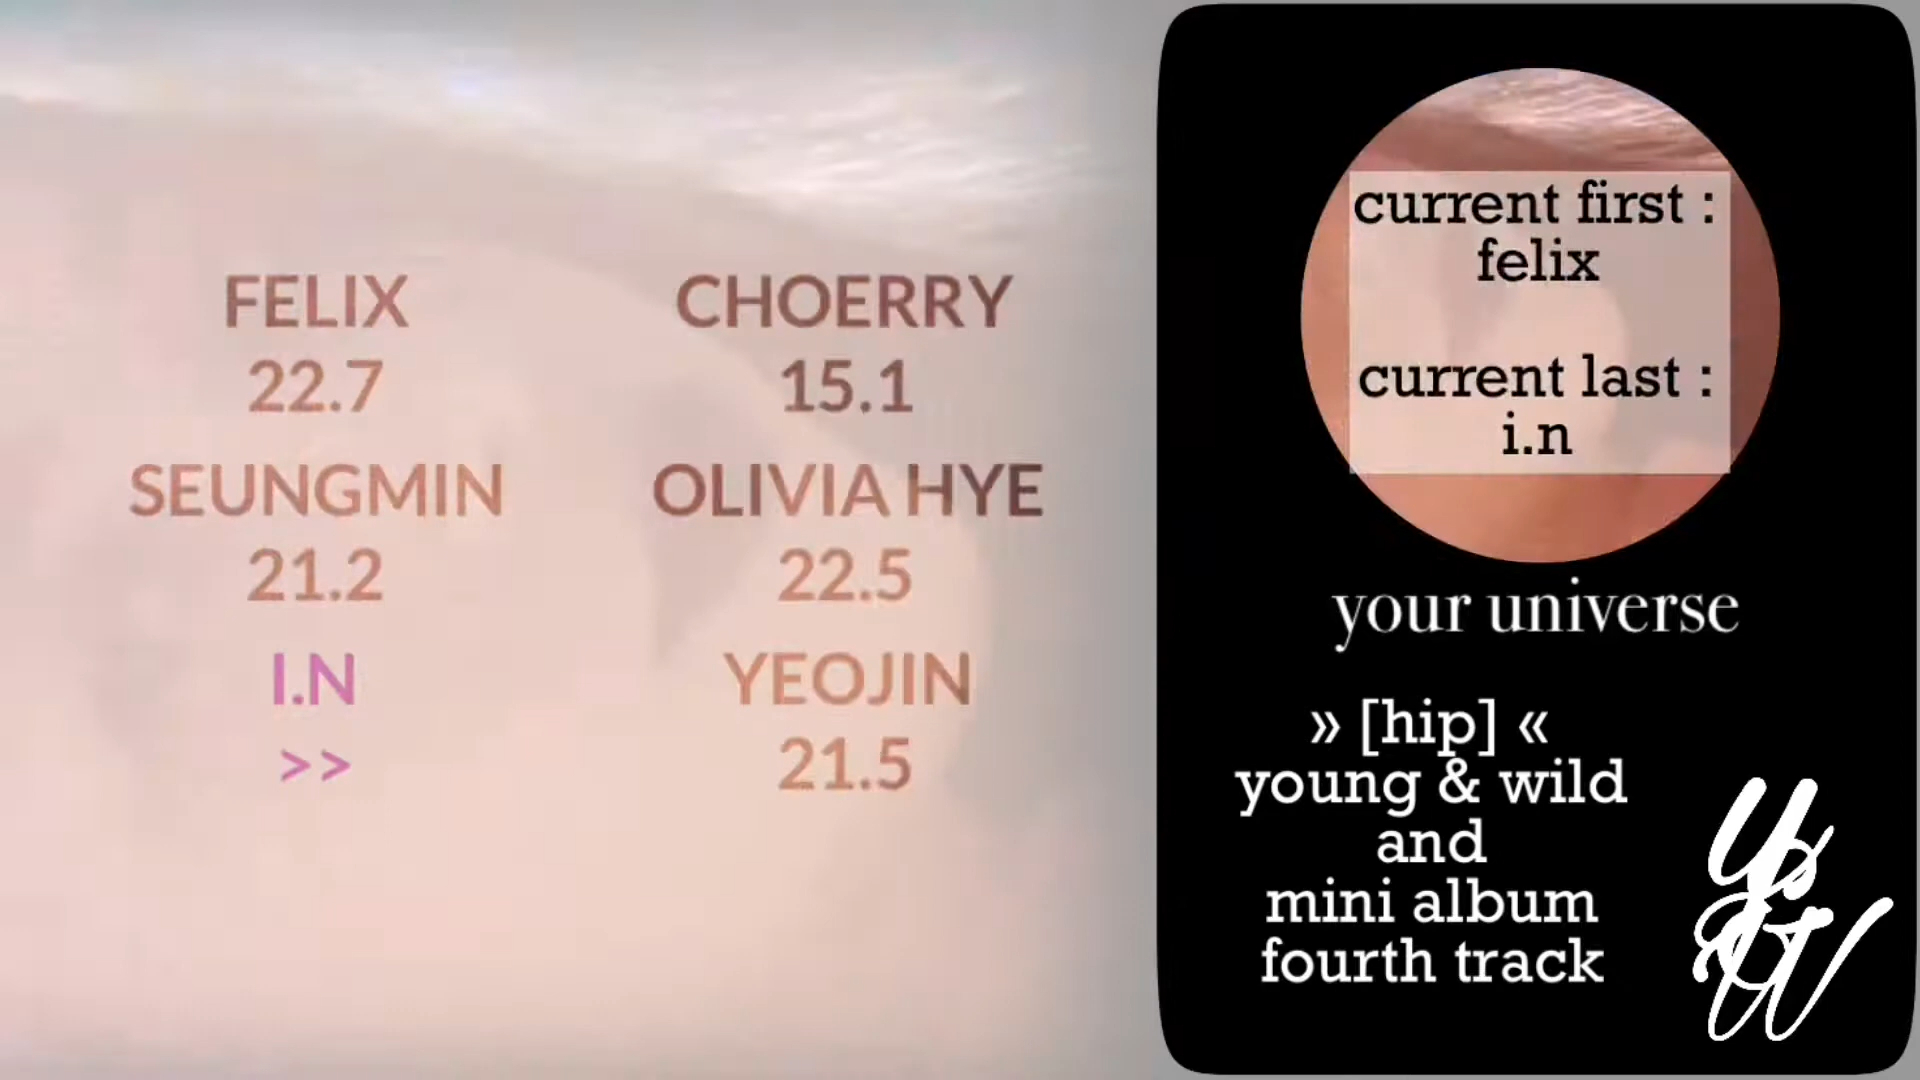 FELIX
22.7
SEUNGMIN
21.2
I.N
>>
CHOERRY
15.1
OLIVIA HYE
22.5
YEOJIN
21.5
current first :
felix
current last :
i.n
your universe
» [hip] «
young & wild
and
mini album
fourth track